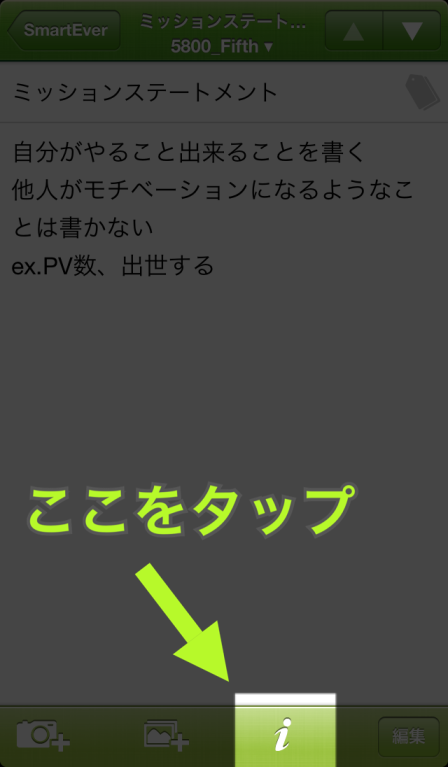 SmartEver
ミッションステート...
5800_Fifth ▾
ミッションステートメント
自分がやること出来ることを書く
他人がモチベーションになるようなこ
とは書かない
ex.PV数、出世する
ここをタップ
i
編集